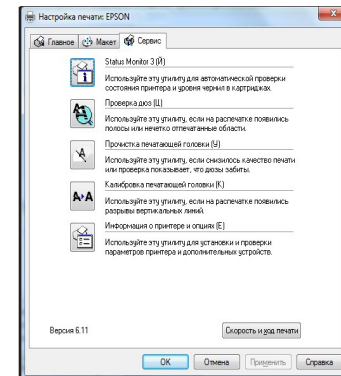 Настройка печати: EPSON
Главное Макет Сервис
Status Monitor 3 (Й)
Используйте эту утилиту для автоматической проверки
состояния принтера и уровня чернил в картриджах.
Проверка дюз (Щ)
Используйте эту утилиту, если на распечатке появились
полосы или нечетко отпечатанные области.
Прочистка печатающей головки (Ы)
Используйте эту утилиту, если снизилось качество печати
или проверка показывает, что дюзы забиты.
Калибровка печатающей головки (К)
Используйте эту утилиту, если на распечатке появились
разрывы вертикальных линий.
Информация о принтере и опциях (Е)
Используйте эту утилиту для установки и проверки
параметров принтера и дополнительных устройств.
Версия 6.11
Скорость и ход печати
OK Отмена Применить Справка